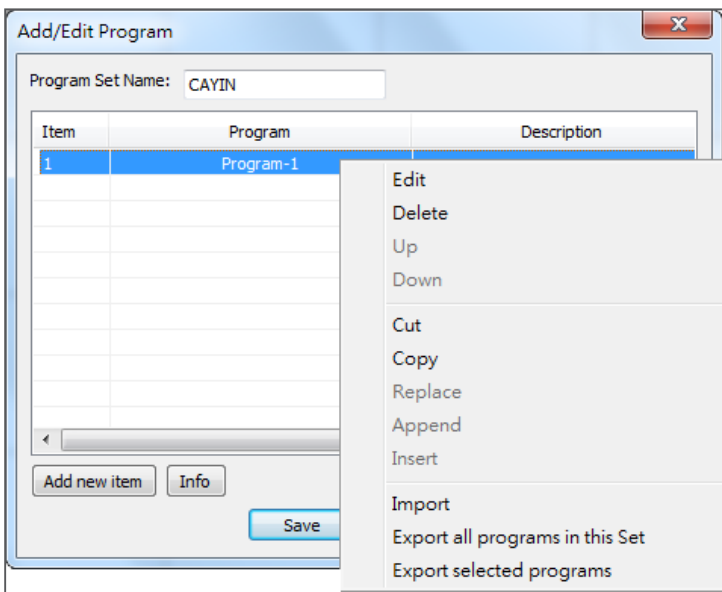 Add/Edit Program
Program Set Name: CAYIN
Item Program Description
1 Program-1
Edit
Delete
Up
Down
Cut
Copy
Replace
Append
Insert
Import
Export all programs in this Set
Export selected programs
Add new item Info
Save